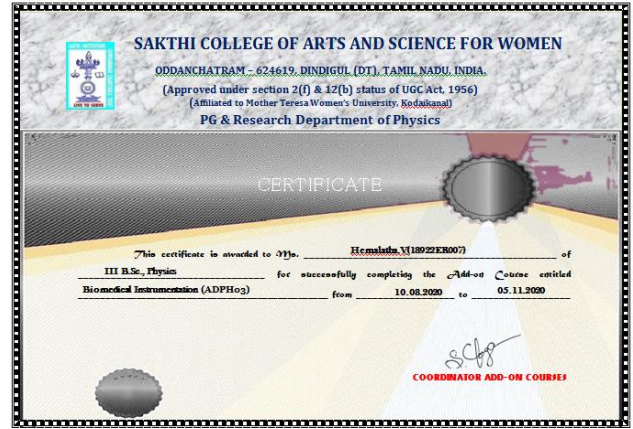 SAKTHI COLLEGE OF ARTS AND SCIENCE FOR WOMEN
ODDANCHATRAM – 624619, DINDIGUL (DT), TAMIL NADU, INDIA.
(Approved under section 2(f) & 12(b) status of UGC Act, 1956)
(Affiliated to Mother Teresa Women's University, Kodaikanal)
PG & Research Department of Physics
LIVE TO SERVE
CERTIFICATE
This certificate is awarded to Ms. Hemalatha.V(18922ER007) of
III B.Sc., Physics for successfully completing the Add-on Course entitled
Biomedical Instrumentation (ADPH03) from 10.08.2020 to 05.11.2020
COORDINATOR ADD-ON COURSES